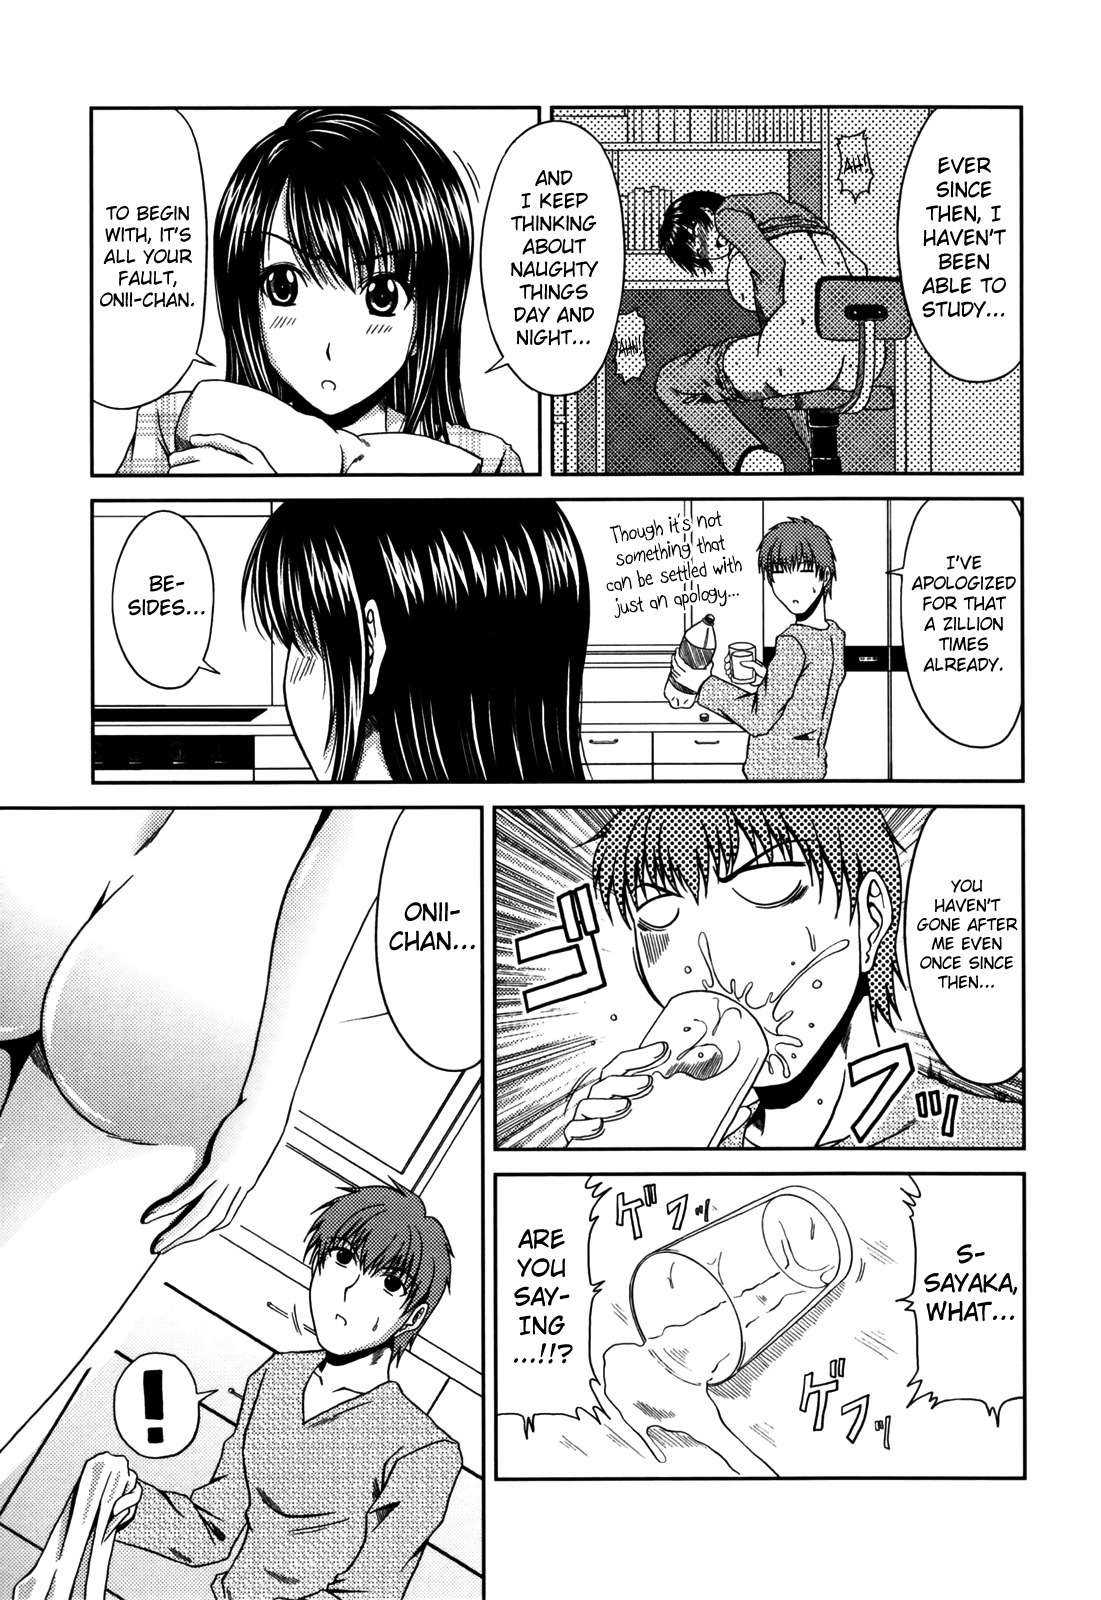 EVER
SINCE
THEN, I
HAVEN'T
BEEN
ABLE TO
STUDY...
AH!
AHN!
AND
I KEEP
THINKING
ABOUT
NAUGHTY
THINGS
DAY AND
NIGHT...
TO BEGIN
WITH, IT'S
ALL YOUR
FAULT,
ONII-CHAN.
I'VE
APOLOGIZED
FOR THAT
A ZILLION
TIMES
ALREADY.
Though it's not
something that
can be settled with
just an apology...
BE-
SIDES...
YOU
HAVEN'T
GONE AFTER
ME EVEN
ONCE SINCE
THEN...
ゴブッ
S-
SAYAKA,
WHAT...
ゲフッ
ゲフッ
ARE
YOU
SAY-
ING
...!!?
ONII-
CHAN...
!